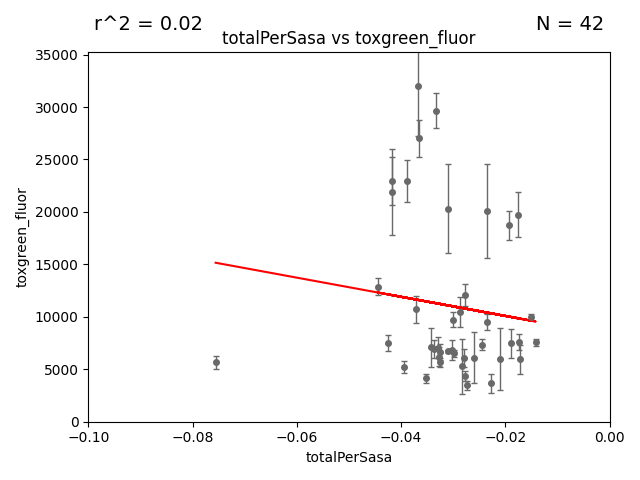 r^2 = 0.02
N = 42
totalPerSasa vs toxgreen_fluor
35000
30000
25000
20000
15000
10000
5000
0
toxgreen_fluor
−0.10
−0.08
−0.06
−0.04
−0.02
0.00
totalPerSasa